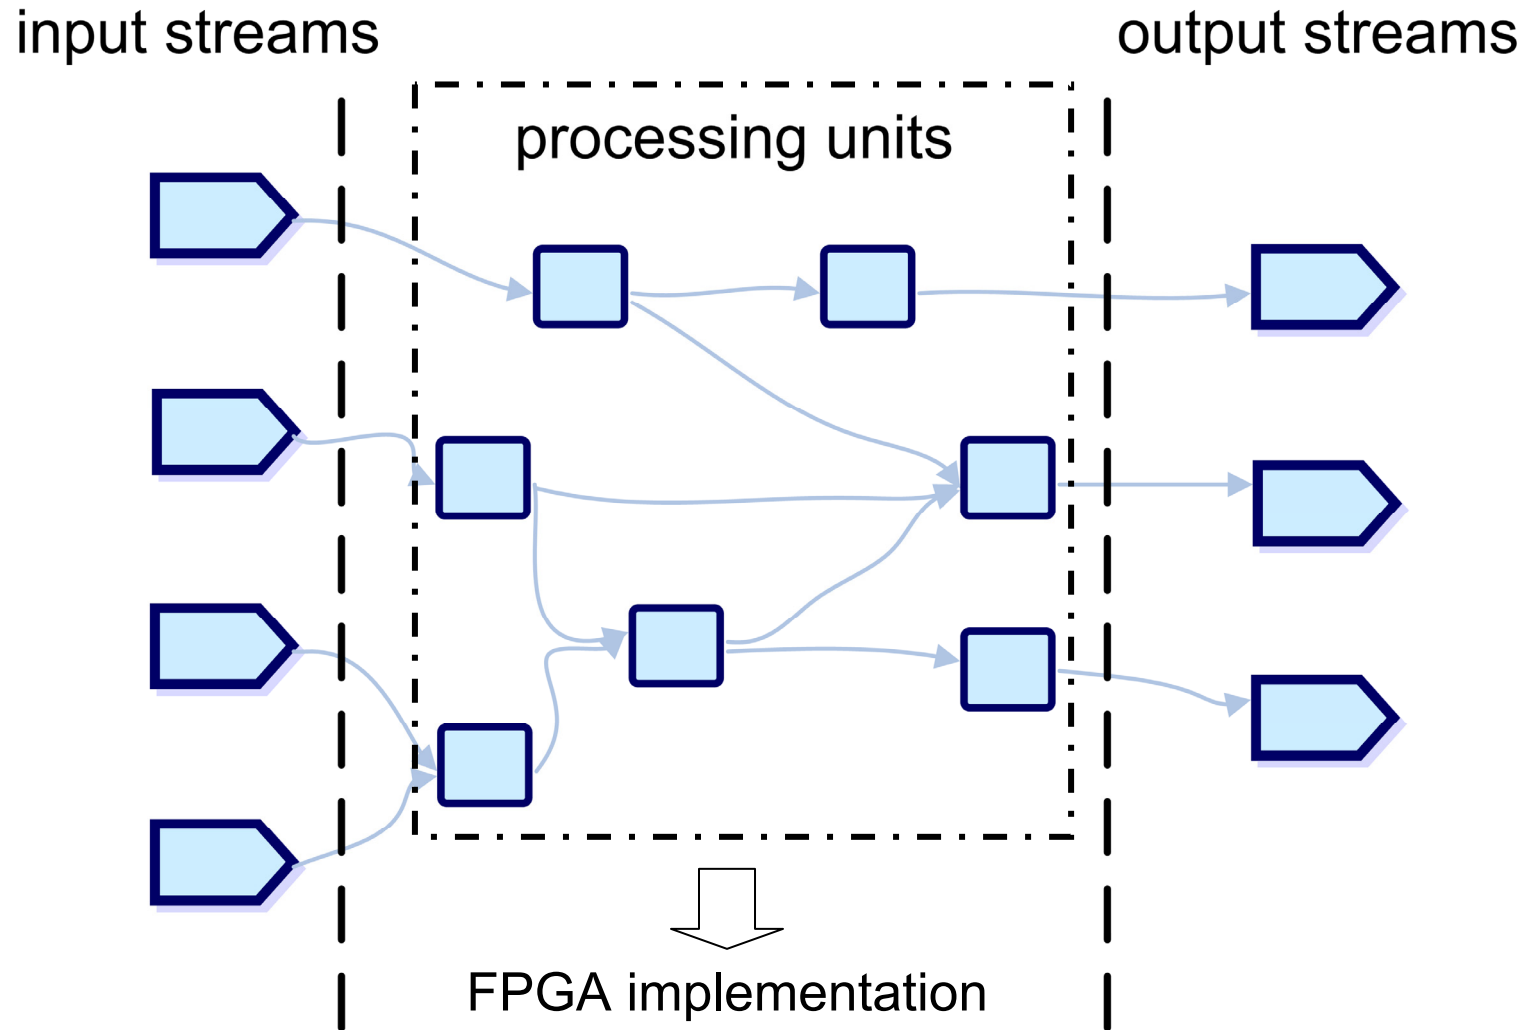 input streams
output streams
processing units
FPGA implementation